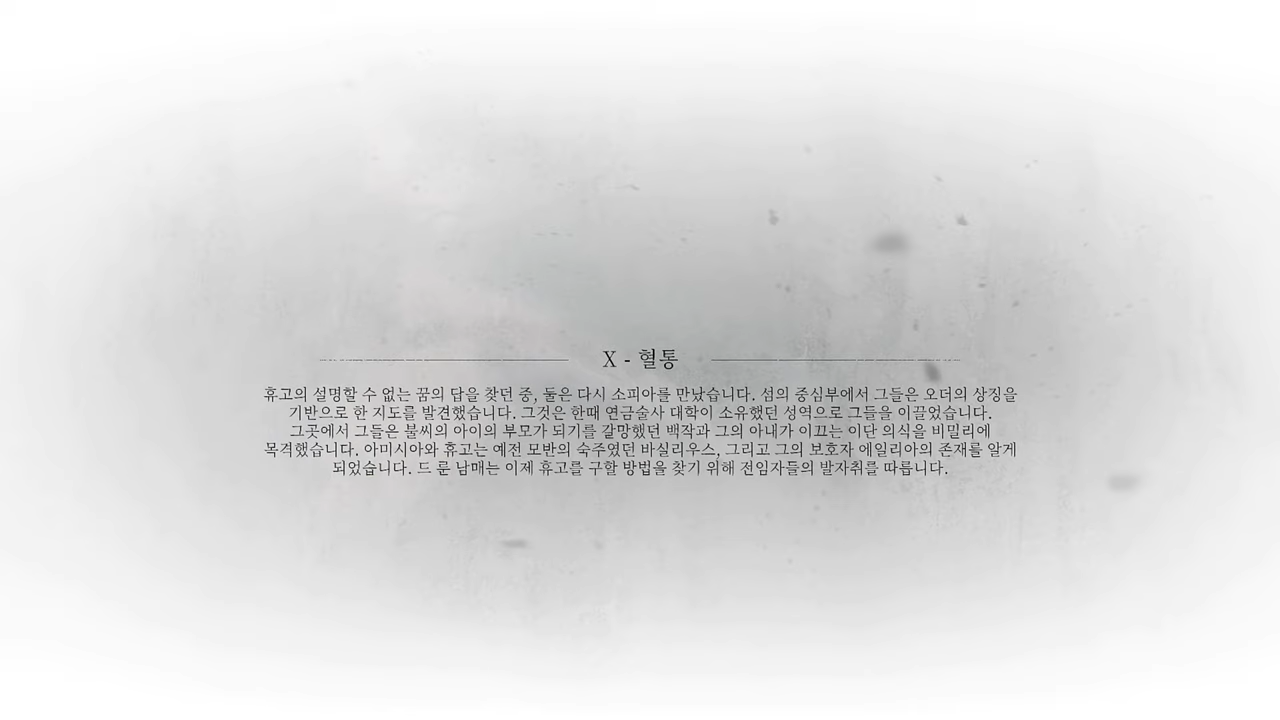 X - 혈통
휴고의 설명할 수 없는 꿈의 답을 찾던 중, 둘은 다시 소피아를 만났습니다. 섬의 중심부에서 그들은 오더의 상징을
기반으로 한 지도를 발견했습니다. 그것은 한때 연금술사 대학이 소유했던 성역으로 그들을 이끌었습니다.
그곳에서 그들은 불씨의 아이의 부모가 되기를 갈망했던 백작과 그의 아내가 이끄는 이단 의식을 비밀리에
목격했습니다. 아미시아와 휴고는 예전 모반의 숙주였던 바실리우스, 그리고 그의 보호자 에일리아의 존재를 알게
되었습니다. 드 룬 남매는 이제 휴고를 구할 방법을 찾기 위해 전임자들의 발자취를 따릅니다.